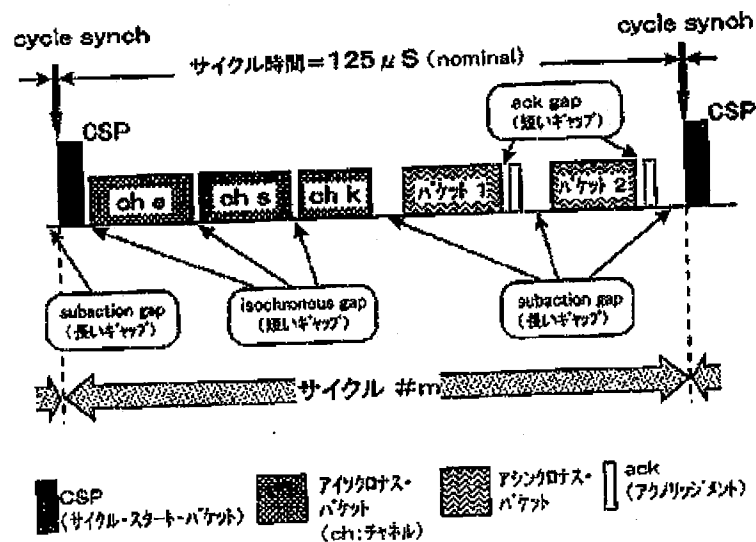 cycle synch
cycle synch
サイクル時間=125μS (nominal)
CSP
CSP
ack gap
(短いギャップ)
ch e
ch s
ch k
パケット 1
パケット 2
subaction gap
(長いギャップ)
isochronous gap
(短いギャップ)
subaction gap
(長いギャップ)
サイクル #m
CSP
(サイクル・スタート・パケット)
アイソクロナス・
パケット
(ch:チャネル)
アシンクロナス・
パケット
ack
(アクノリッジメント)